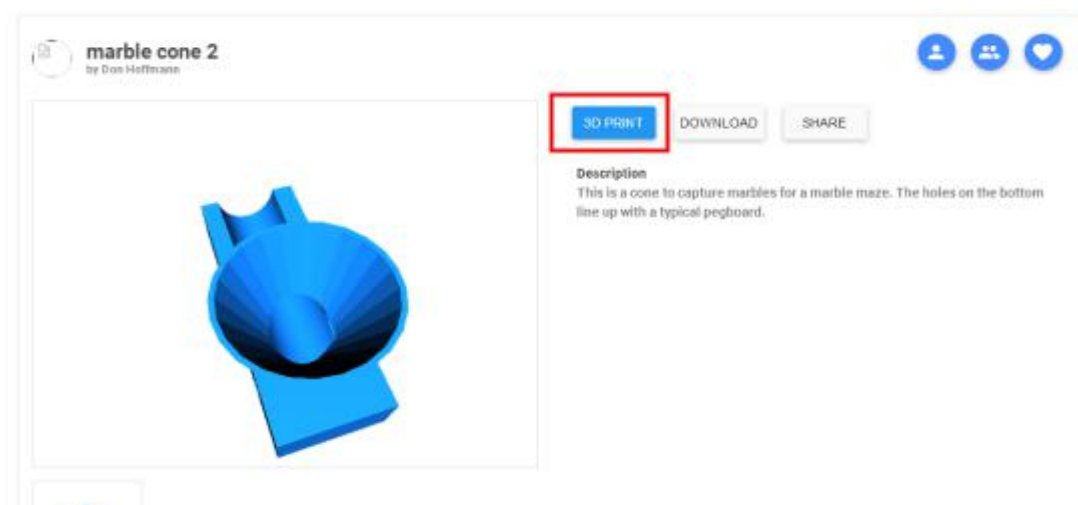 marble cone 2
by Don Hoffmann
3D PRINT
DOWNLOAD
SHARE
Description
This is a cone to capture marbles for a marble maze. The holes on the bottom
line up with a typical pegboard.